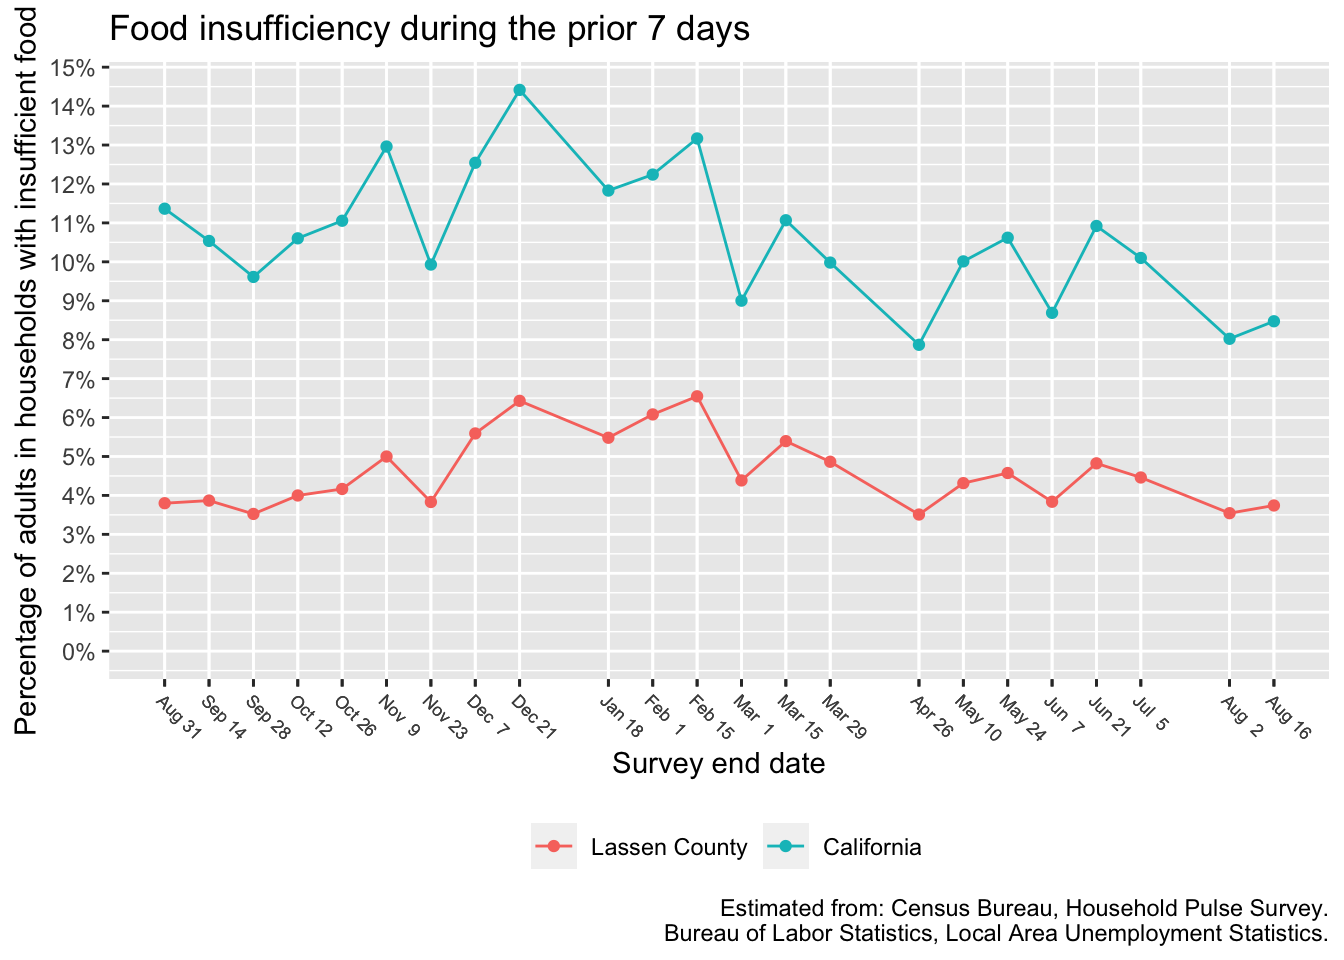 Food insufficiency during the prior 7 days
Percentage of adults in households with insufficient food
15%
14%
13%
12%
11%
10%
9%
8%
7%
6%
5%
4%
3%
2%
1%
0%
Aug 31
Sep 14
Sep 28
Oct 12
Oct 26
Nov 9
Nov 23
Dec 7
Dec 21
Jan 18
Feb 1
Feb 15
Mar 1
Mar 15
Mar 29
Apr 26
May 10
May 24
Jun 7
Jun 21
Jul 5
Aug 2
Aug 16
Survey end date
Lassen County
California
Estimated from: Census Bureau, Household Pulse Survey.
Bureau of Labor Statistics, Local Area Unemployment Statistics.